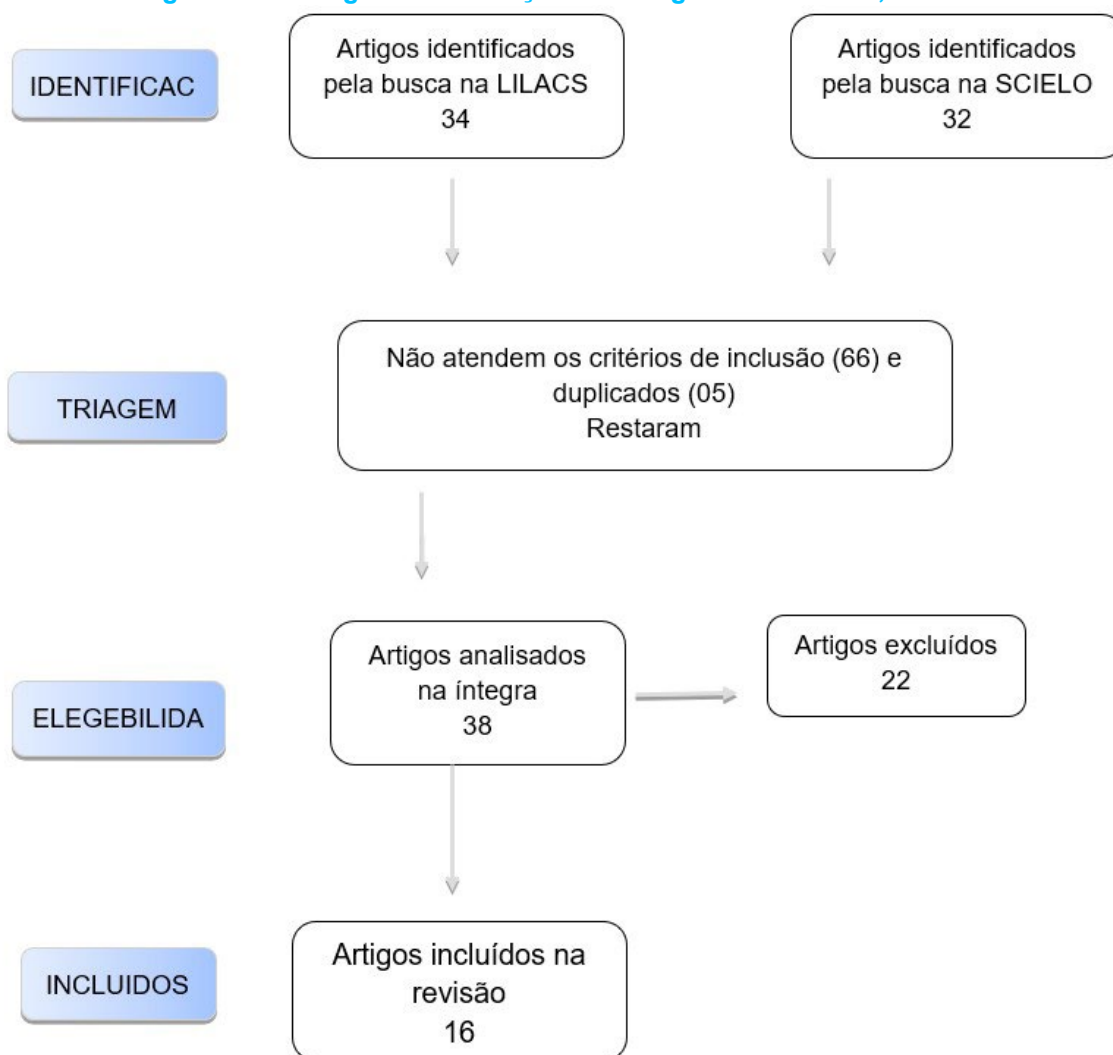 IDENTIFICAC
Artigos identificados
pela busca na LILACS
34
Artigos identificados
pela busca na SCIELO
32
TRIAGEM
Não atendem os critérios de inclusão (66) e
duplicados (05)
Restaram
ELEGEBILIDA
Artigos analisados
na íntegra
38
Artigos excluídos
22
INCLUIDOS
Artigos incluídos na
revisão
16